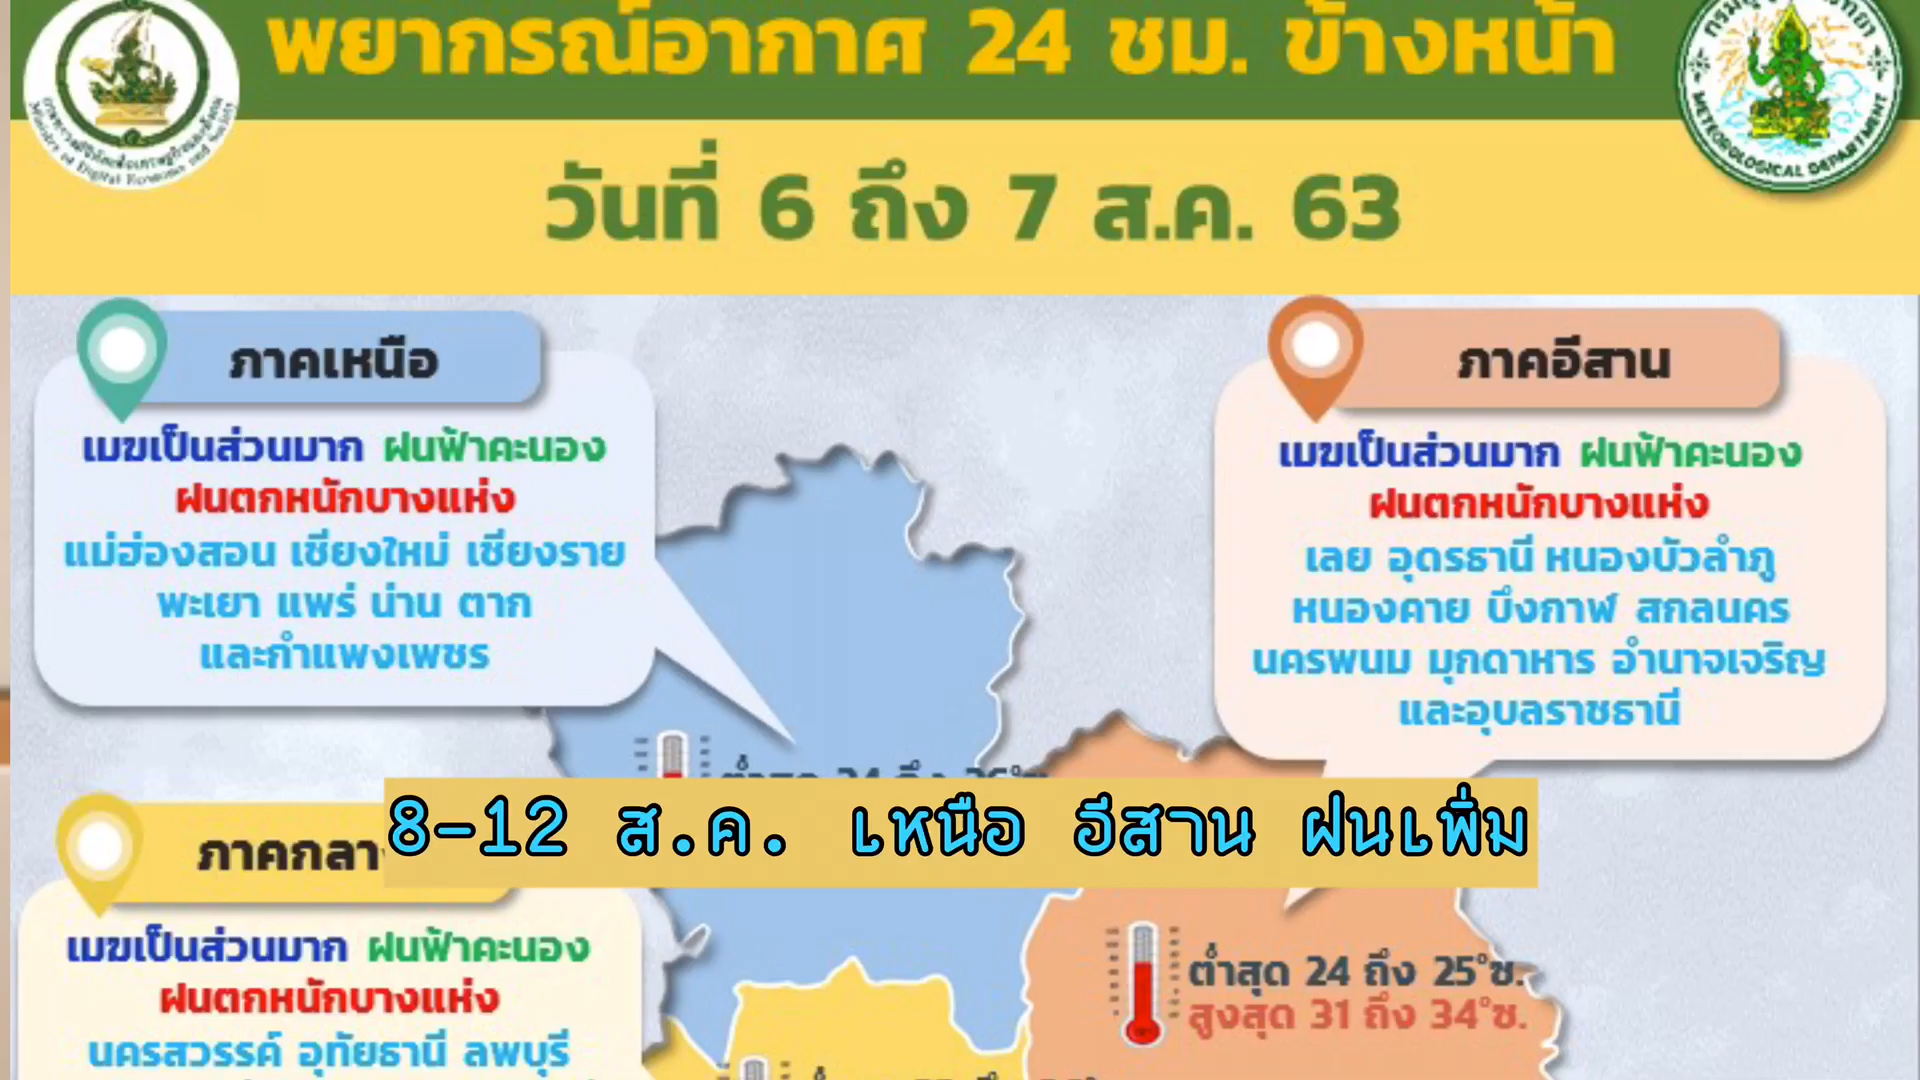 พยากรณ์อากาศ 24 ชม. ข้างหน้า
วันที่ 6 ถึง 7 ส.ค. 63
METEOROLOGICAL DEPARTMENT
ภาคเหนือ
เมฆเป็นส่วนมาก ฝนฟ้าคะนอง
ฝนตกหนักบางแห่ง
แม่ฮ่องสอน เชียงใหม่ เชียงราย
พะเยา แพร่ น่าน ตาก
และกำแพงเพชร
ภาคอีสาน
เมฆเป็นส่วนมาก ฝนฟ้าคะนอง
ฝนตกหนักบางแห่ง
เลย อุดรธานี หนองบัวลำภู
หนองคาย บึงกาฬ สกลนคร
นครพนม มุกดาหาร อำนาจเจริญ
และอุบลราชธานี
8-12 ส.ค. เหนือ อีสาน ฝนเพิ่ม
ภาคกลา
เมฆเป็นส่วนมาก ฝนฟ้าคะนอง
ฝนตกหนักบางแห่ง
นครสวรรค์ อุทัยธานี ลพบุรี
ต่ำสุด 24 ถึง 25°ซ.
สูงสุด 31 ถึง 34°ซ.